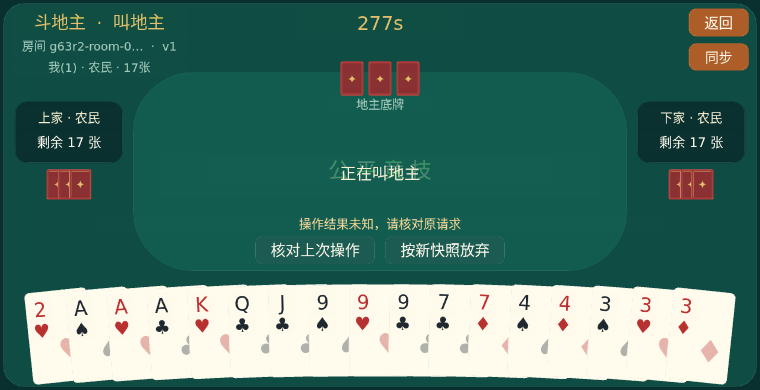 斗地主 · 叫地主
277s
返回
房间 g63r2-room-0… · v1
同步
我(1) · 农民 · 17张
地主底牌
上家 · 农民
剩余 17 张
下家 · 农民
剩余 17 张
公平竞技
正在叫地主
操作结果未知，请核对原请求
核对上次操作
按新快照放弃
2 A A A K Q J 9 9 9 7 7 4 4 3 3 3